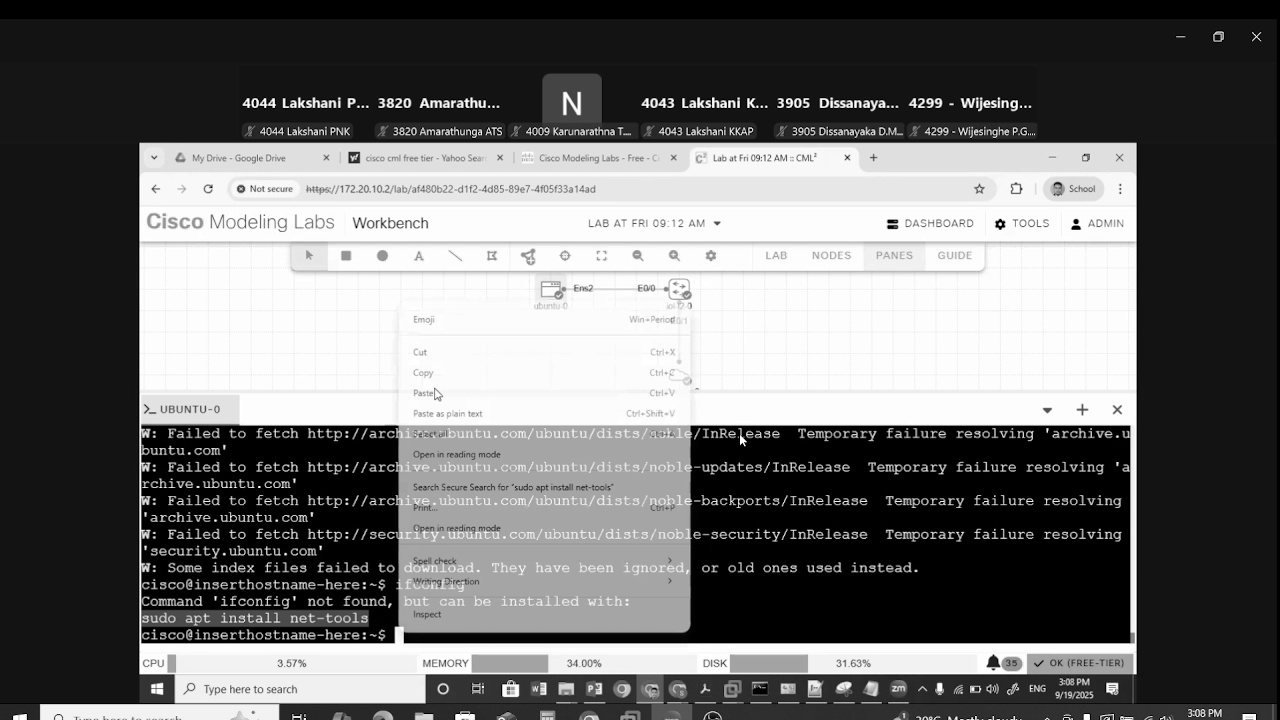 4044 Lakshani P... 3820 Amarathu... N 4043 Lakshani K... 3905 Dissanaya... 4299 - Wijesing...
4044 Lakshani PNK 3820 Amarathunga ATS 4009 Karunarathna T... 4043 Lakshani KKAP 3905 Dissanayaka D.M... 4299 - Wijesinghe P.G....
My Drive - Google Drive cisco cml free tier - Yahoo Sear Cisco Modeling Labs - Free - Ci Lab at Fri 09:12 AM :: CML²
Not secure https://172.20.10.2/lab/af480b22-d1f2-4d85-89e7-4f05f33a14ad School
Cisco Modeling Labs Workbench LAB AT FRI 09:12 AM DASHBOARD TOOLS ADMIN
A LAB NODES PANES GUIDE
Ens2 E0/0
ubuntu-0
Emoji Win+Period E0/1
Cut Ctrl+X
Copy Ctrl+C
Paste Ctrl+V
UBUNTU-0
Paste as plain text Ctrl+Shift+V
W: Failed to fetch http://archive.ubuntu.com/ubuntu/dists/noble/InRelease Temporary failure resolving 'archive.u
buntu.com'
Open in reading mode
W: Failed to fetch http://archive.ubuntu.com/ubuntu/dists/noble-updates/InRelease Temporary failure resolving 'a
rchive.ubuntu.com'
Search Secure Search for "sudo apt install net-tools"
W: Failed to fetch http://archive.ubuntu.com/ubuntu/dists/noble-backports/InRelease Temporary failure resolving
Print... Ctrl+P
'archive.ubuntu.com'
Open in reading mode
W: Failed to fetch http://security.ubuntu.com/ubuntu/dists/noble-security/InRelease Temporary failure resolving
'security.ubuntu.com'
Spell check
W: Some index files failed to download. They have been ignored, or old ones used instead.
Writing Direction
cisco@inserthostname-here:~$ ifconfig
Command 'ifconfig' not found, but can be installed with:
Inspect
sudo apt install net-tools
cisco@inserthostname-here:~$
CPU 3.57% MEMORY 34.00% DISK 31.63% 35 OK (FREE-TIER)
Type here to search ENG 3:08 PM
9/19/2025
Type here to search Mostly cloudy 3:08 PM